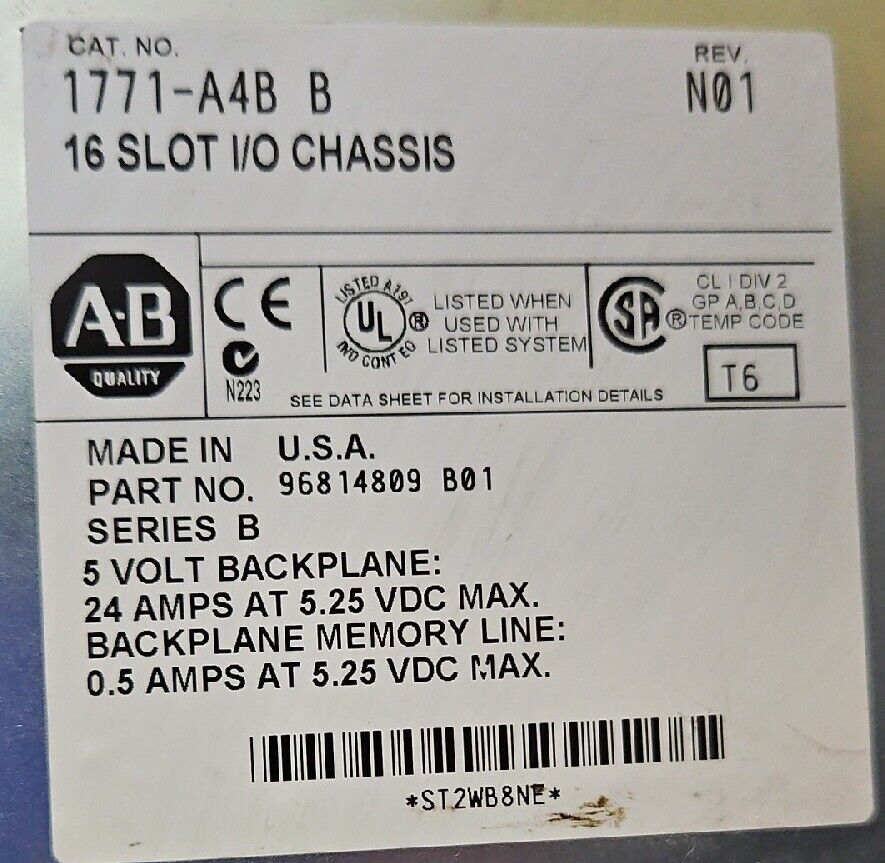 CAT. NO.
REV.
1771-A4B B
N01
16 SLOT I/O CHASSIS
A-B
QUALITY
CE
N223
LISTED A197
UL ®
IND CONT EQ
LISTED WHEN
USED WITH
LISTED SYSTEM
SA ®
CL I DIV 2
GP A,B,C,D
TEMP CODE
T6
SEE DATA SHEET FOR INSTALLATION DETAILS
MADE IN U.S.A.
PART NO. 96814809 B01
SERIES B
5 VOLT BACKPLANE:
24 AMPS AT 5.25 VDC MAX.
BACKPLANE MEMORY LINE:
0.5 AMPS AT 5.25 VDC MAX.
*ST2WB8NE*